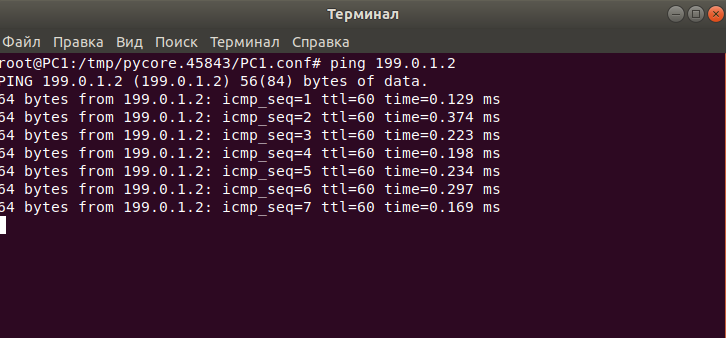 Терминал
Файл Правка Вид Поиск Терминал Справка
root@PC1:/tmp/pycore.45843/PC1.conf# ping 199.0.1.2
PING 199.0.1.2 (199.0.1.2) 56(84) bytes of data.
64 bytes from 199.0.1.2: icmp_seq=1 ttl=60 time=0.129 ms
64 bytes from 199.0.1.2: icmp_seq=2 ttl=60 time=0.374 ms
64 bytes from 199.0.1.2: icmp_seq=3 ttl=60 time=0.223 ms
64 bytes from 199.0.1.2: icmp_seq=4 ttl=60 time=0.198 ms
64 bytes from 199.0.1.2: icmp_seq=5 ttl=60 time=0.234 ms
64 bytes from 199.0.1.2: icmp_seq=6 ttl=60 time=0.297 ms
64 bytes from 199.0.1.2: icmp_seq=7 ttl=60 time=0.169 ms